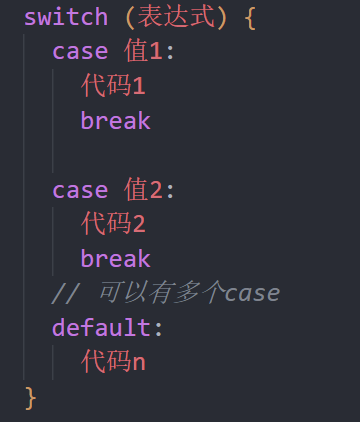 switch (表达式) {
case 值1:
代码1
break
case 值2:
代码2
break
// 可以有多个case
default:
代码n
}